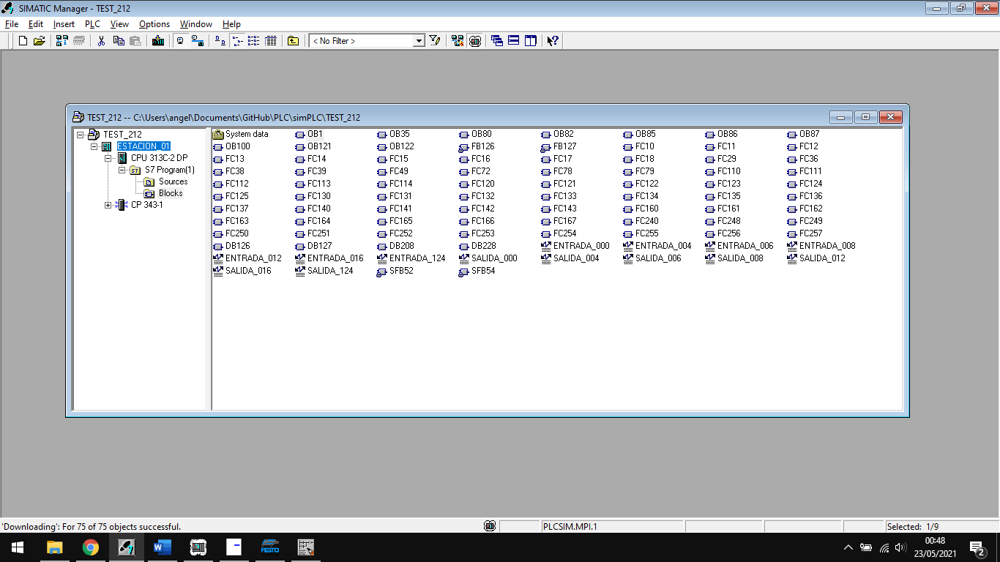 SIMATIC Manager - TEST_212
File Edit Insert PLC View Options Window Help
< No Filter >
TEST_212 -- C:\Users\angel\Documents\GitHub\PLC\simPLC\TEST_212
TEST_212
ESTACION_01
CPU 313C-2 DP
S7 Program(1)
Sources
Blocks
CP 343-1
System data OB1 OB35 OB80 OB82 OB85 OB86 OB87
OB100 OB121 OB122 FB126 FB127 FC10 FC11 FC12
FC13 FC14 FC15 FC16 FC17 FC18 FC29 FC36
FC38 FC39 FC49 FC72 FC78 FC79 FC110 FC111
FC112 FC113 FC114 FC120 FC121 FC122 FC123 FC124
FC125 FC130 FC131 FC132 FC133 FC134 FC135 FC136
FC137 FC140 FC141 FC142 FC143 FC160 FC161 FC162
FC163 FC164 FC165 FC166 FC167 FC240 FC248 FC249
FC250 FC251 FC252 FC253 FC254 FC255 FC256 FC257
DB126 DB127 DB208 DB228 ENTRADA_000 ENTRADA_004 ENTRADA_006 ENTRADA_008
ENTRADA_012 ENTRADA_016 ENTRADA_124 SALIDA_000 SALIDA_004 SALIDA_006 SALIDA_008 SALIDA_012
SALIDA_016 SALIDA_124 SFB52 SFB54
'Downloading': For 75 of 75 objects successful. PLCSIM.MPI.1 Selected: 1/9
FESTO
00:48
23/05/2021
2